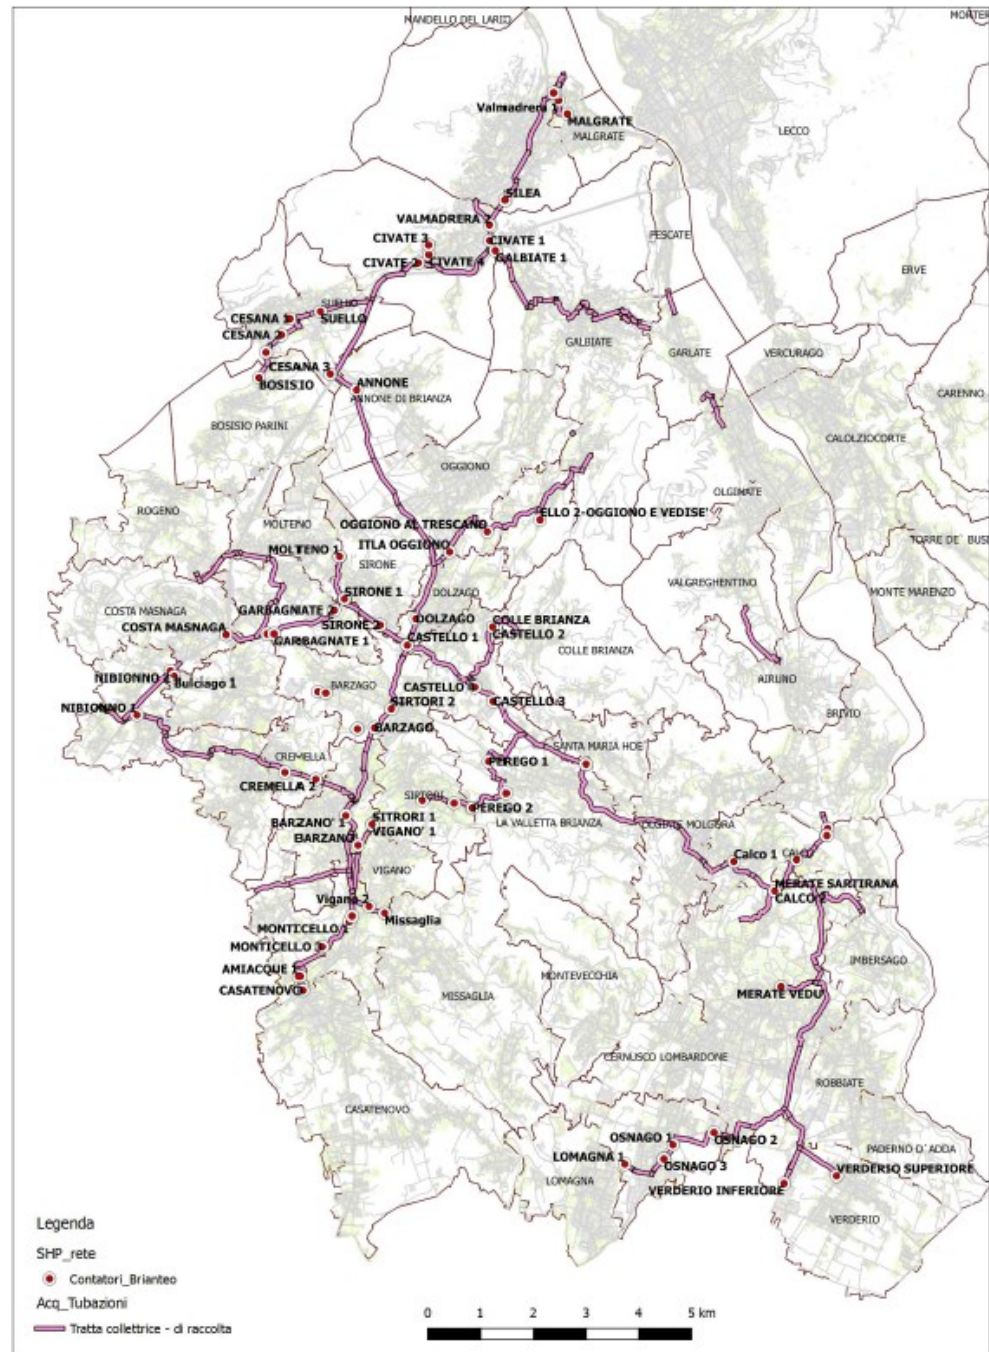 MANDELLO DEL LARIO
MORTER
Valmadrera 1
MALGRATE
MALGRATE
LECCO
SILEA
VALMADRERA 2
CIVATE 3
CIVATE 1
PESCATE
CIVATE 2
CIVATE 4
GALBIATE 1
ERVE
SUELLO
CESANA 1
SUELLO
CESANA 2
GALBIATE
GARLATE
VERCURAGO
CESANA 3
BOSISIO
ANNONE
ANNONE DI BRIANZA
CARENNO
BOSISIO PARINI
CALOLZIOCORTE
OGGIONO
OLGINATE
ROGENO
MOLTENO
OGGIONO AL TRESCANO
ELLO 2-OGGIONO E VEDISE'
TORRE DE` BUSI
MOLTENO 1
ITLA OGGIONO
SIRONE
VALGREGHENTINO
MONTE MARENZO
SIRONE 1
DOLZAGO
COSTA MASNAGA
GARBAGNATE 2
DOLZAGO
COLLE BRIANZA
COSTA MASNAGA
SIRONE 2
CASTELLO 2
GARBAGNATE 1
CASTELLO 1
COLLE BRIANZA
NIBIONNO 2
Bulciago 1
BARZAGO
CASTELLO
AIRUNO
NIBIONNO 1
SIRTORI 2
CASTELLO 3
BRIVIO
BARZAGO
SANTA MARIA HOE
CREMELLA
PEREGO 1
CREMELLA 2
SIRTORI
PEREGO 2
BARZANO' 1
SITRORI 1
LA VALLETTA BRIANZA
OLGIATE MOLGORA
BARZANO'
VIGANO' 1
Calco 1
CALCO
VIGANO
MERATE SARTIRANA
Viganò 2
CALCO 2
Missaglia
MONTICELLO 1
MONTICELLO 3
IMBERSAGO
AMIACQUE 1
MONTEVECCHIA
CASATENOVO
MISSAGLIA
MERATE VEDU'
CERNUSCO LOMBARDONE
ROBBIATE
CASATENOVO
OSNAGO 1
OSNAGO 2
PADERNO D`ADDA
LOMAGNA 1
OSNAGO 3
VERDERIO SUPERIORE
LOMAGNA
VERDERIO INFERIORE
VERDERIO
Legenda
SHP_rete
Contatori_Brianteo
Acq_Tubazioni
Tratta collettrice - di raccolta
0 1 2 3 4 5 km